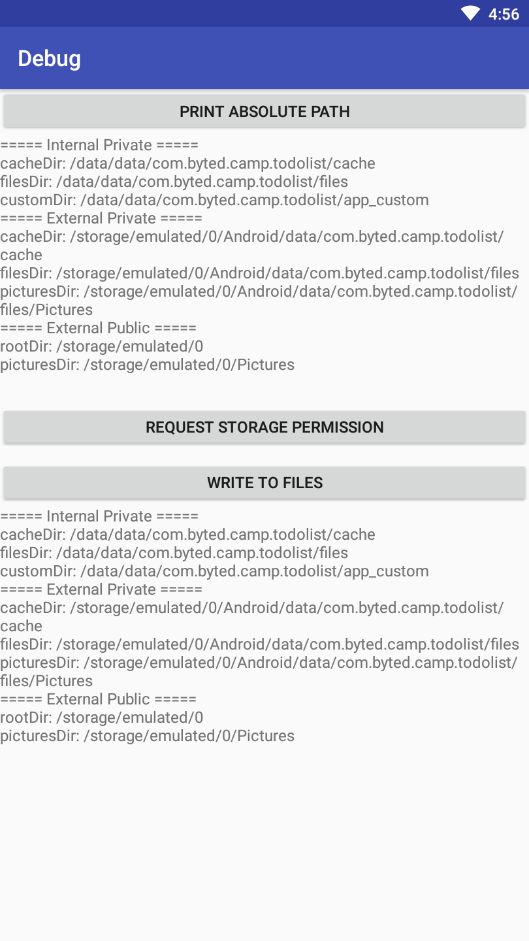 4:56
Debug
PRINT ABSOLUTE PATH
===== Internal Private =====
cacheDir: /data/data/com.byted.camp.todolist/cache
filesDir: /data/data/com.byted.camp.todolist/files
customDir: /data/data/com.byted.camp.todolist/app_custom
===== External Private =====
cacheDir: /storage/emulated/0/Android/data/com.byted.camp.todolist/
cache
filesDir: /storage/emulated/0/Android/data/com.byted.camp.todolist/files
picturesDir: /storage/emulated/0/Android/data/com.byted.camp.todolist/
files/Pictures
===== External Public =====
rootDir: /storage/emulated/0
picturesDir: /storage/emulated/0/Pictures
REQUEST STORAGE PERMISSION
WRITE TO FILES
===== Internal Private =====
cacheDir: /data/data/com.byted.camp.todolist/cache
filesDir: /data/data/com.byted.camp.todolist/files
customDir: /data/data/com.byted.camp.todolist/app_custom
===== External Private =====
cacheDir: /storage/emulated/0/Android/data/com.byted.camp.todolist/
cache
filesDir: /storage/emulated/0/Android/data/com.byted.camp.todolist/files
picturesDir: /storage/emulated/0/Android/data/com.byted.camp.todolist/
files/Pictures
===== External Public =====
rootDir: /storage/emulated/0
picturesDir: /storage/emulated/0/Pictures